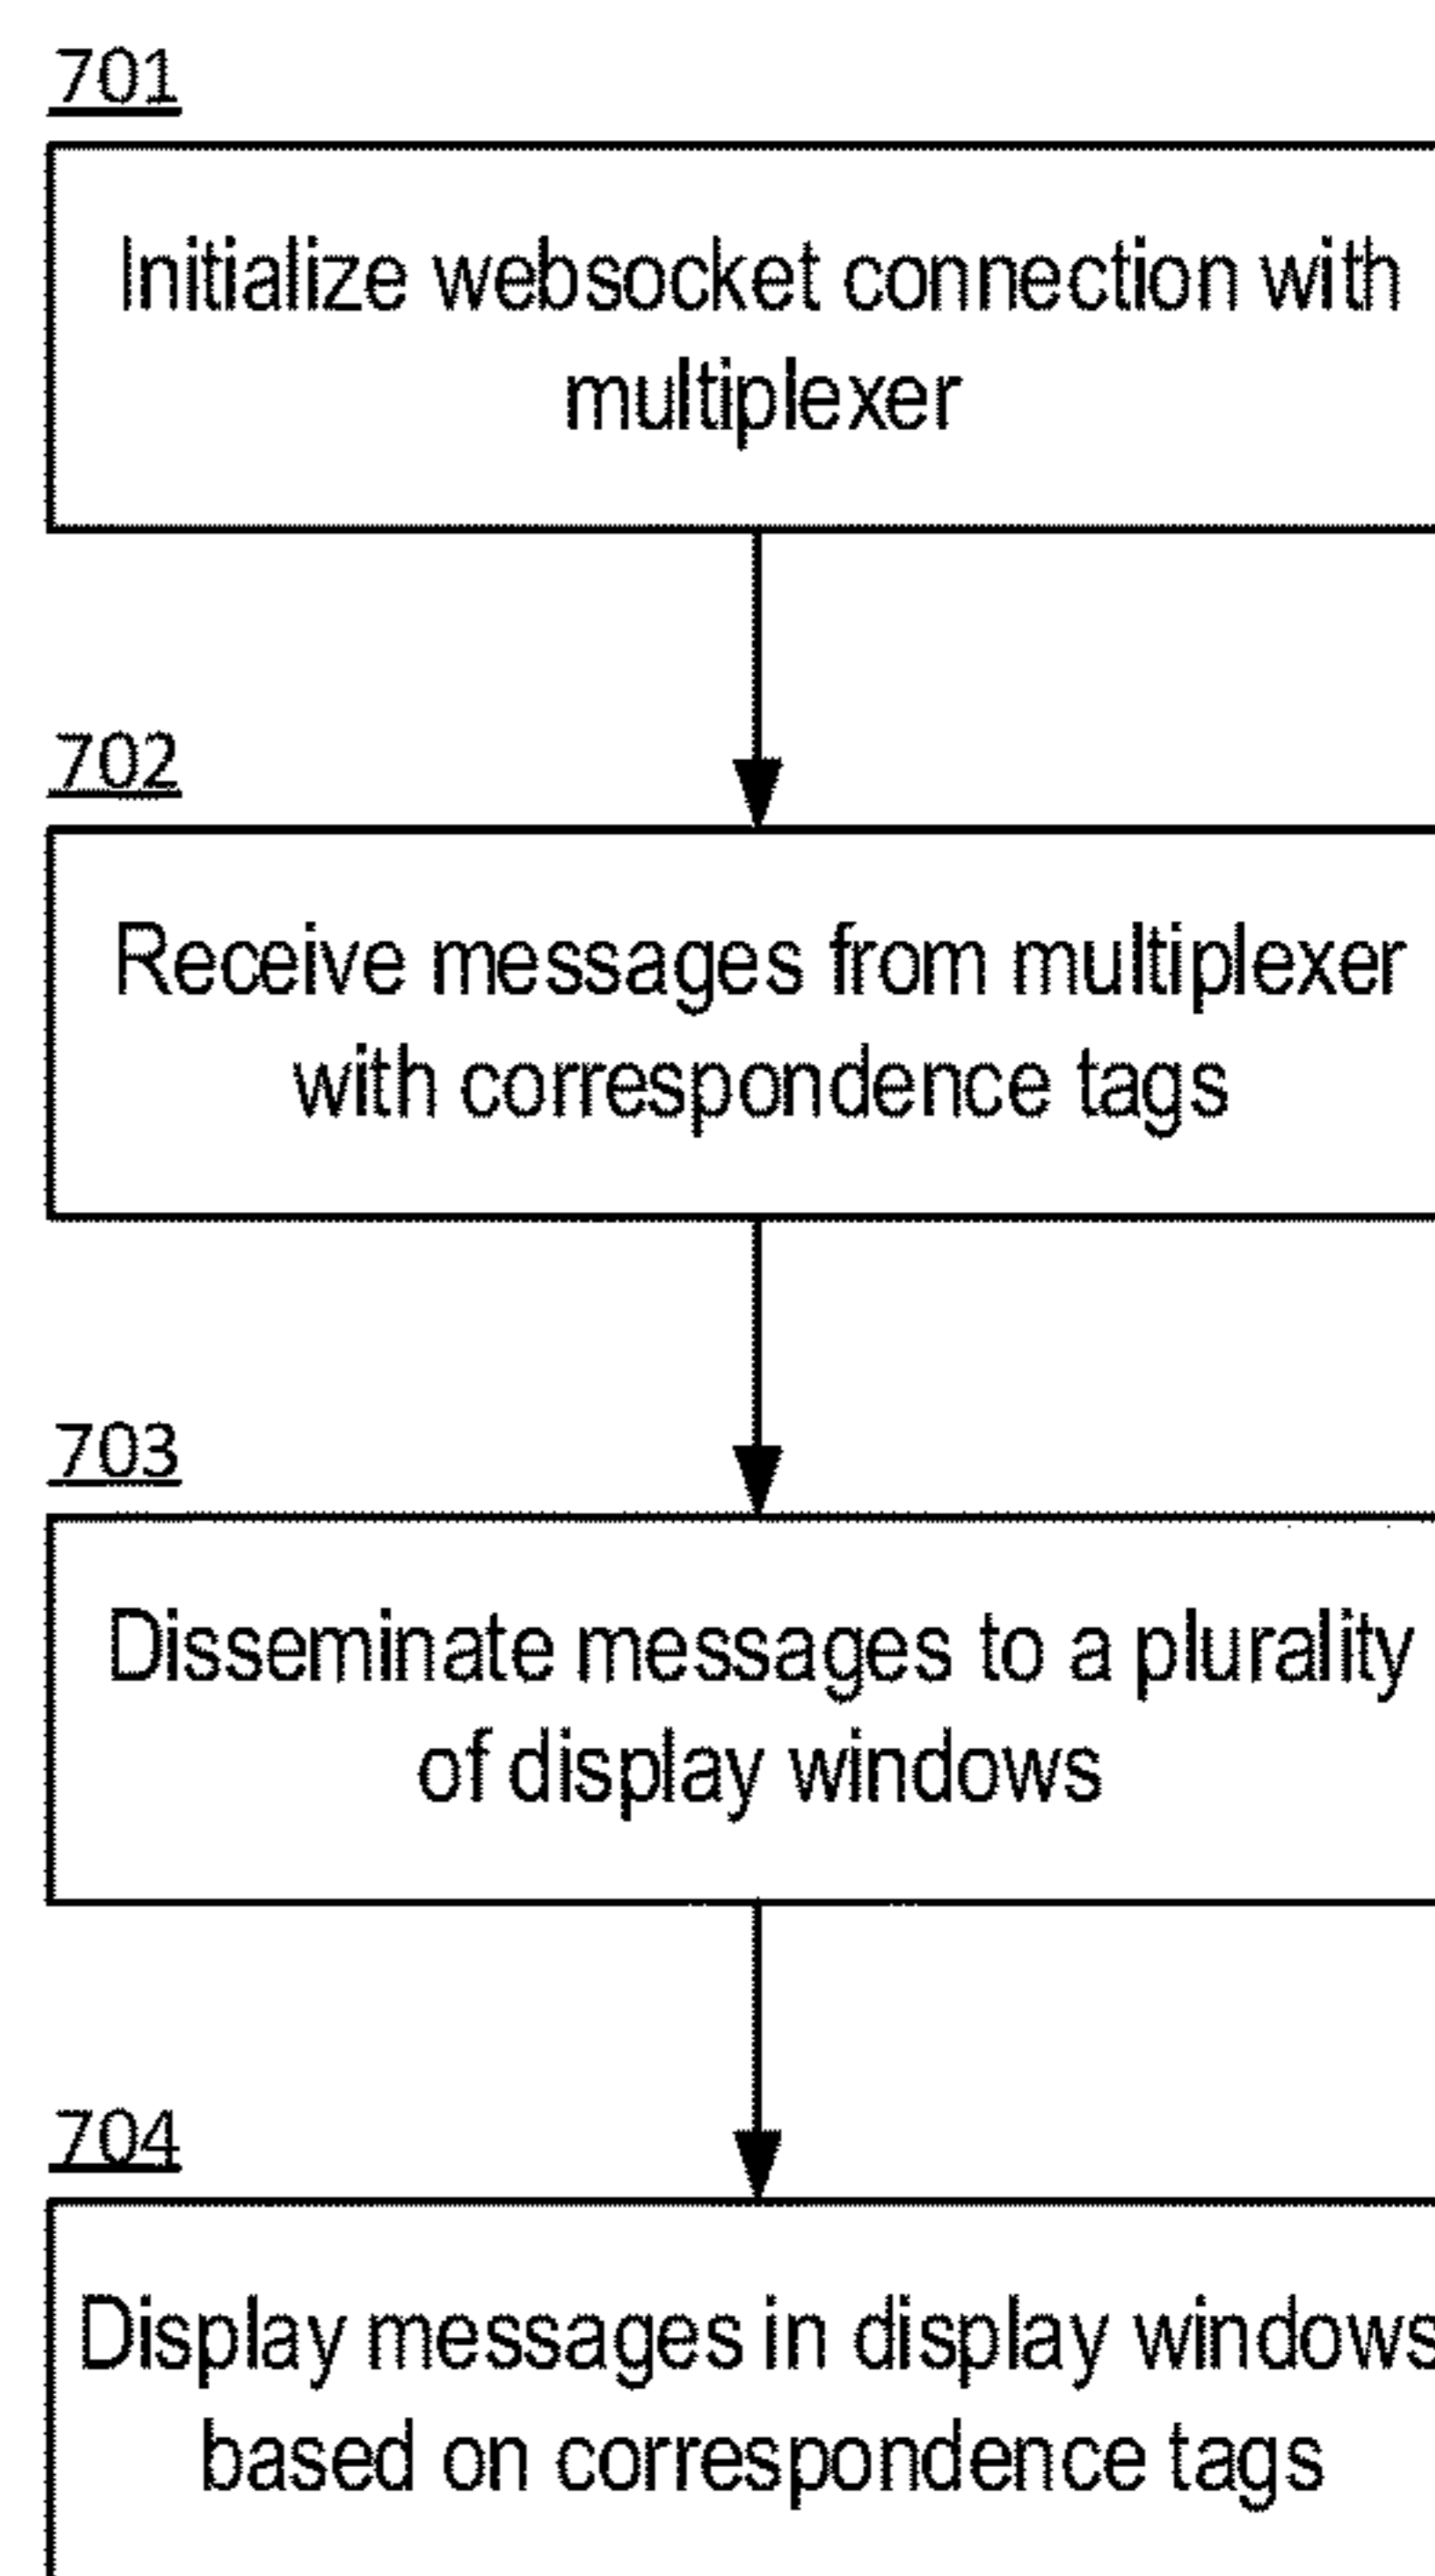 701
Initialize websocket connection with
multiplexer
702
Receive messages from multiplexer
with correspondence tags
703
Disseminate messages to a plurality
of display windows
704
Display messages in display windows
based on correspondence tags